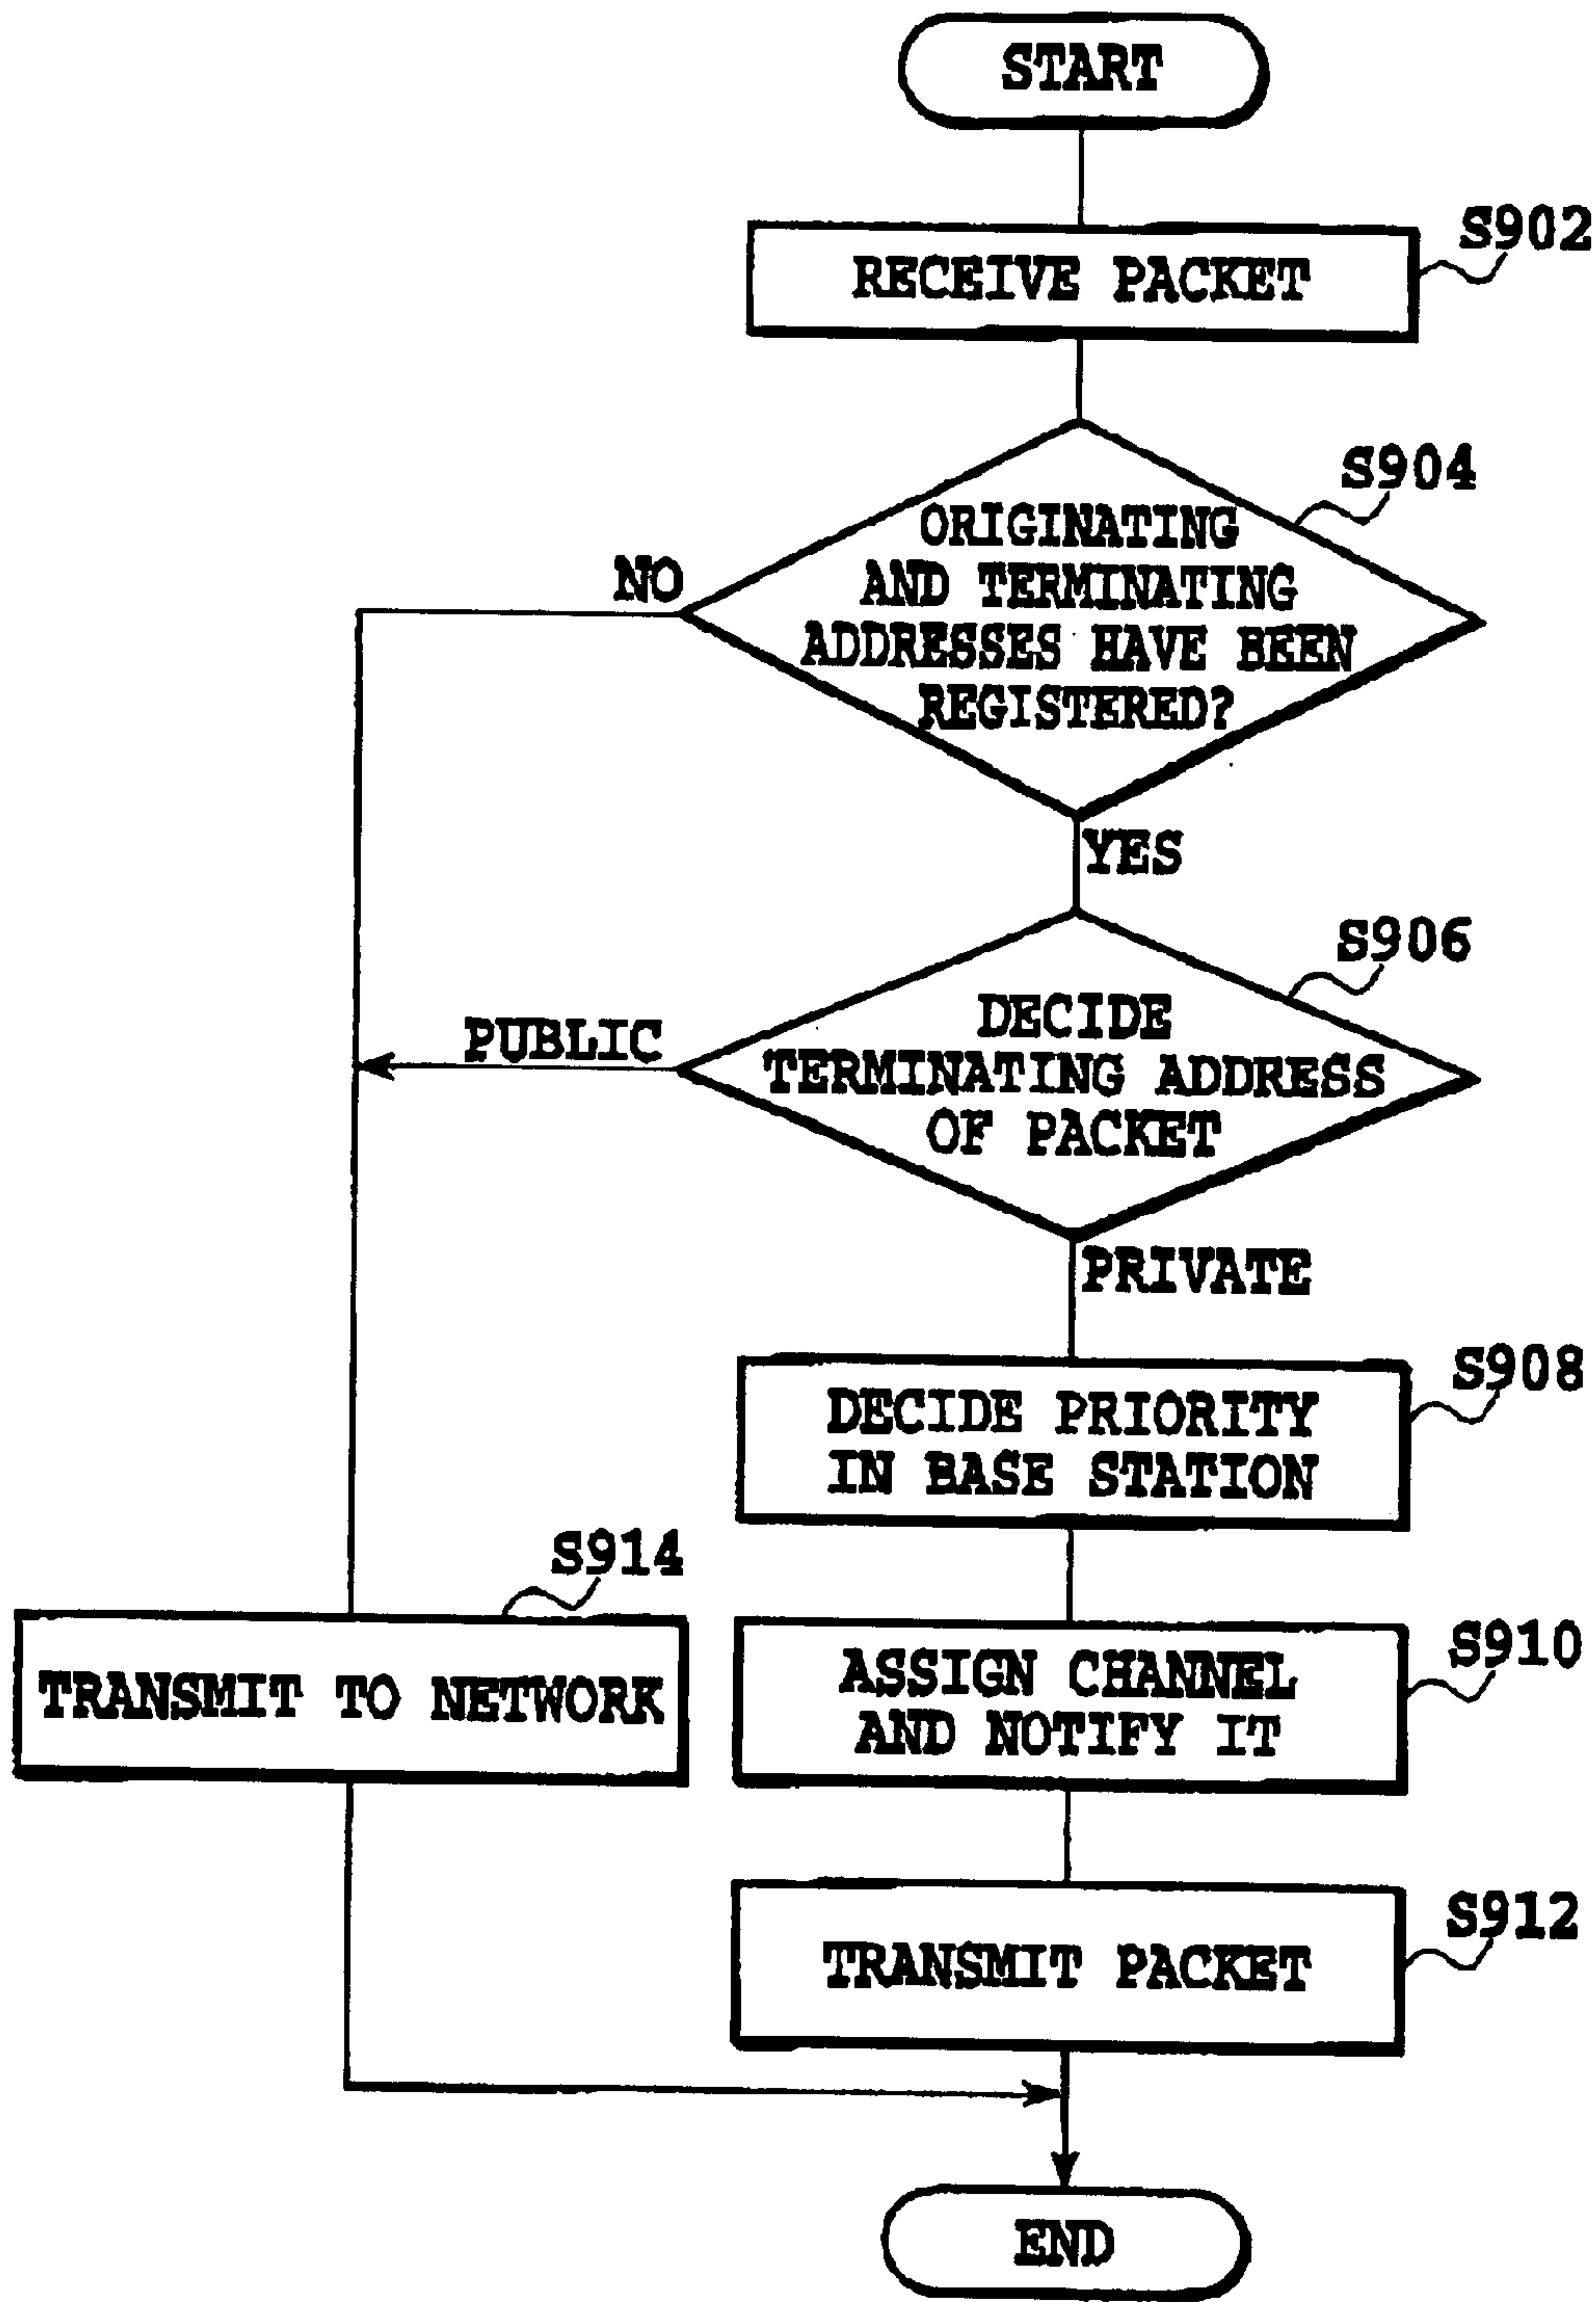 START
S902
RECEIVE PACKET
S904
ORIGINATING
AND TERMINATING
ADDRESSES HAVE BEEN
REGISTERED?
NO
YES
S906
DECIDE
TERMINATING ADDRESS
OF PACKET
PUBLIC
PRIVATE
S908
DECIDE PRIORITY
IN BASE STATION
S914
TRANSMIT TO NETWORK
S910
ASSIGN CHANNEL
AND NOTIFY IT
S912
TRANSMIT PACKET
END